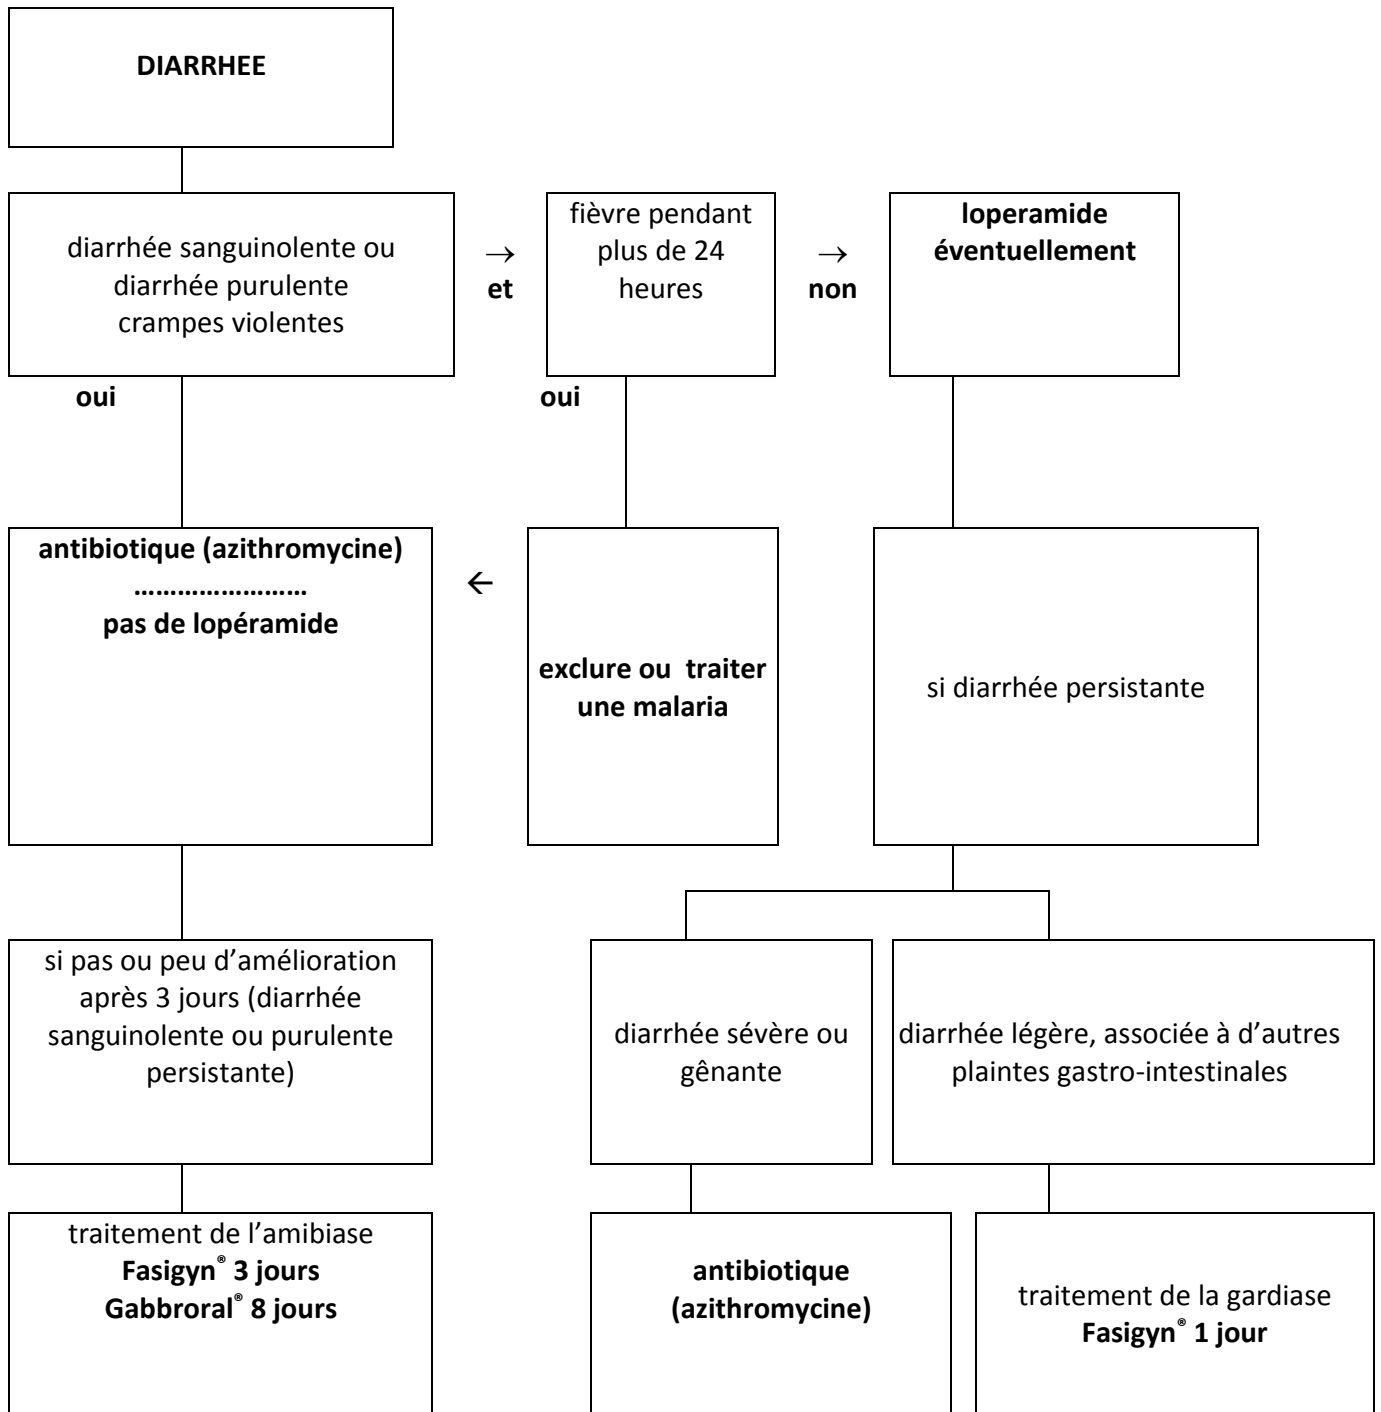 DIARRHEE
diarrhée sanguinolente ou
diarrhée purulente
crampes violentes
→
et
fièvre pendant
plus de 24
heures
→
non
loperamide
éventuellement
oui
oui
antibiotique (azithromycine)
……………………
pas de lopéramide
←
exclure ou traiter
une malaria
si diarrhée persistante
si pas ou peu d’amélioration
après 3 jours (diarrhée
sanguinolente ou purulente
persistante)
diarrhée sévère ou
gênante
diarrhée légère, associée à d’autres
plaintes gastro-intestinales
traitement de l’amibiase
Fasigyn® 3 jours
Gabbroral® 8 jours
antibiotique
(azithromycine)
traitement de la gardiase
Fasigyn® 1 jour